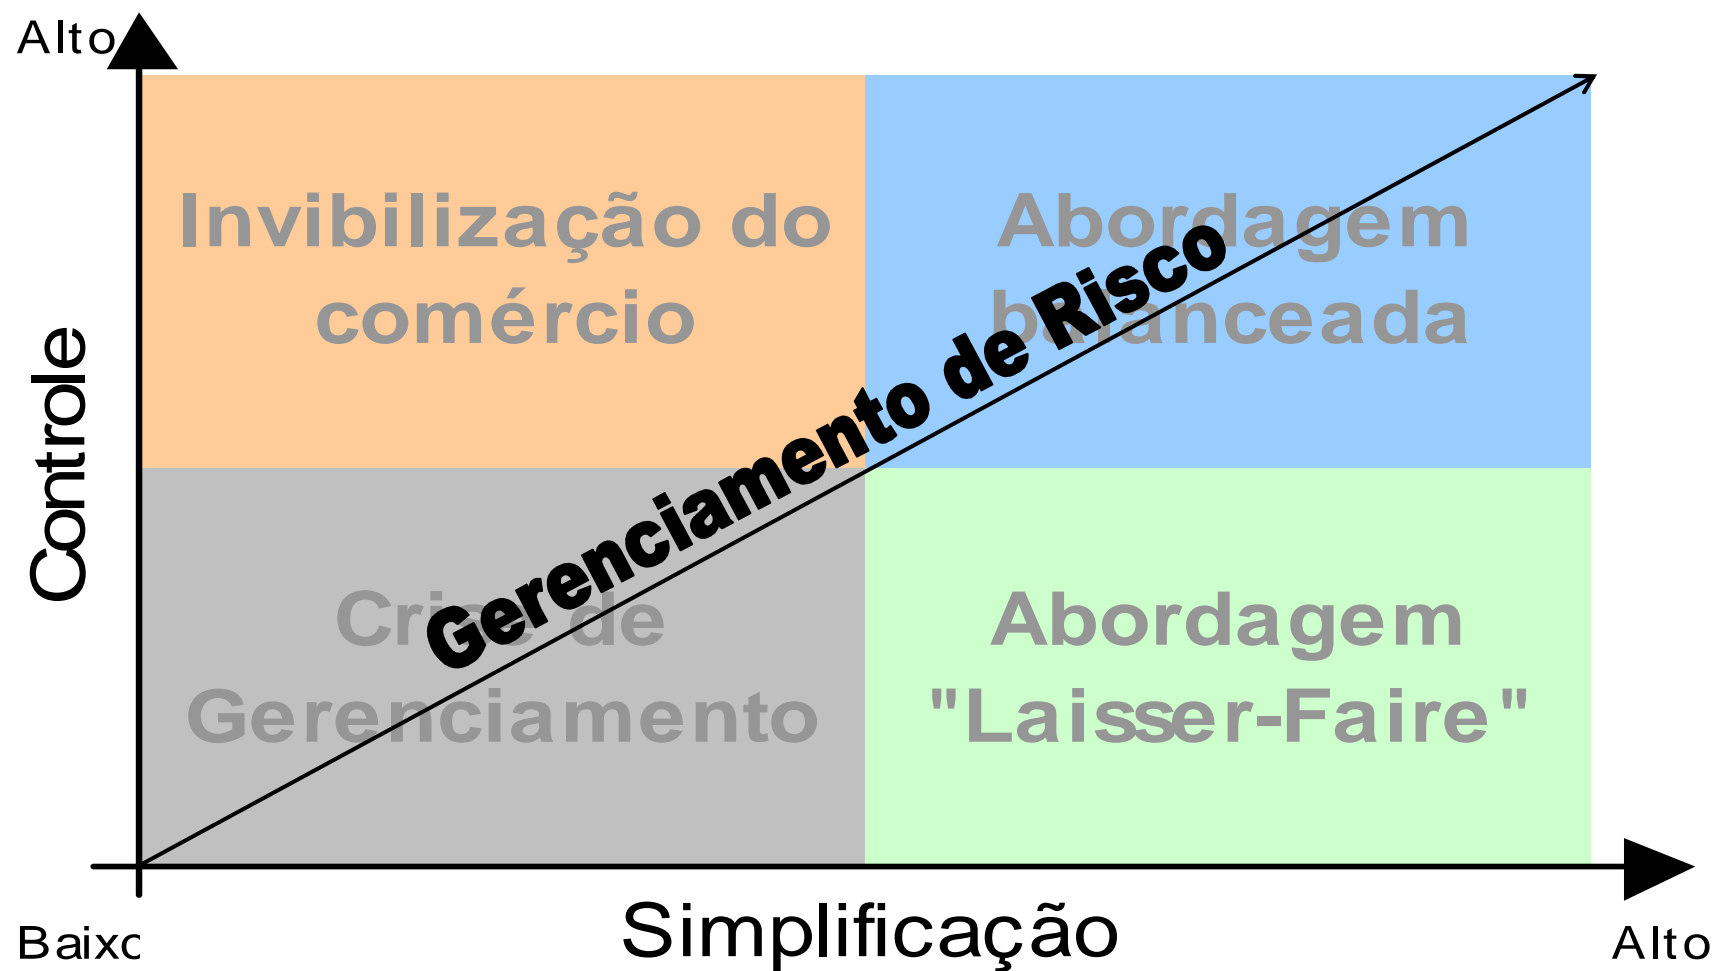 Alto
Invibilização do
comércio
Abordagem
balanceada
Gerenciamento de Risco
Controle
Crise de
Gerenciamento
Abordagem
"Laisser-Faire"
Baixo
Simplificação
Alto